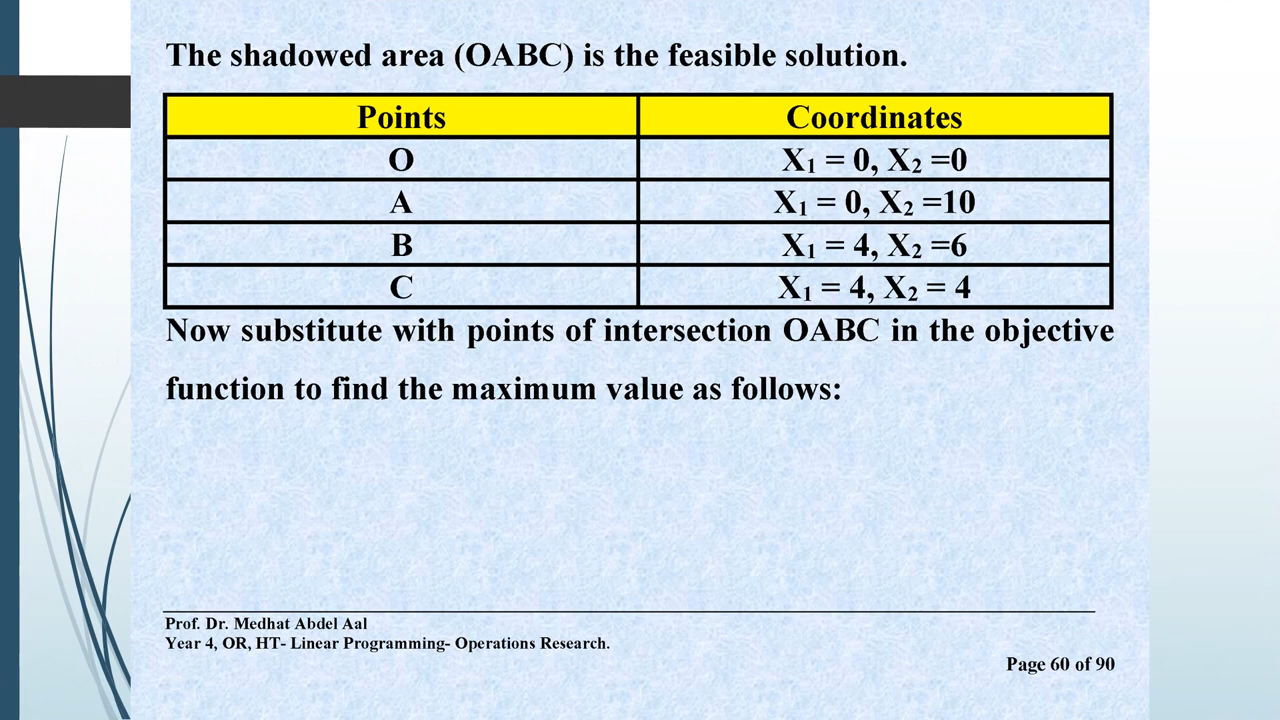 The shadowed area (OABC) is the feasible solution.
Points Coordinates
O X₁ = 0, X₂ =0
A X₁ = 0, X₂ =10
B X₁ = 4, X₂ =6
C X₁ = 4, X₂ = 4
Now substitute with points of intersection OABC in the objective
function to find the maximum value as follows:
Prof. Dr. Medhat Abdel Aal
Year 4, OR, HT- Linear Programming- Operations Research.
Page 60 of 90